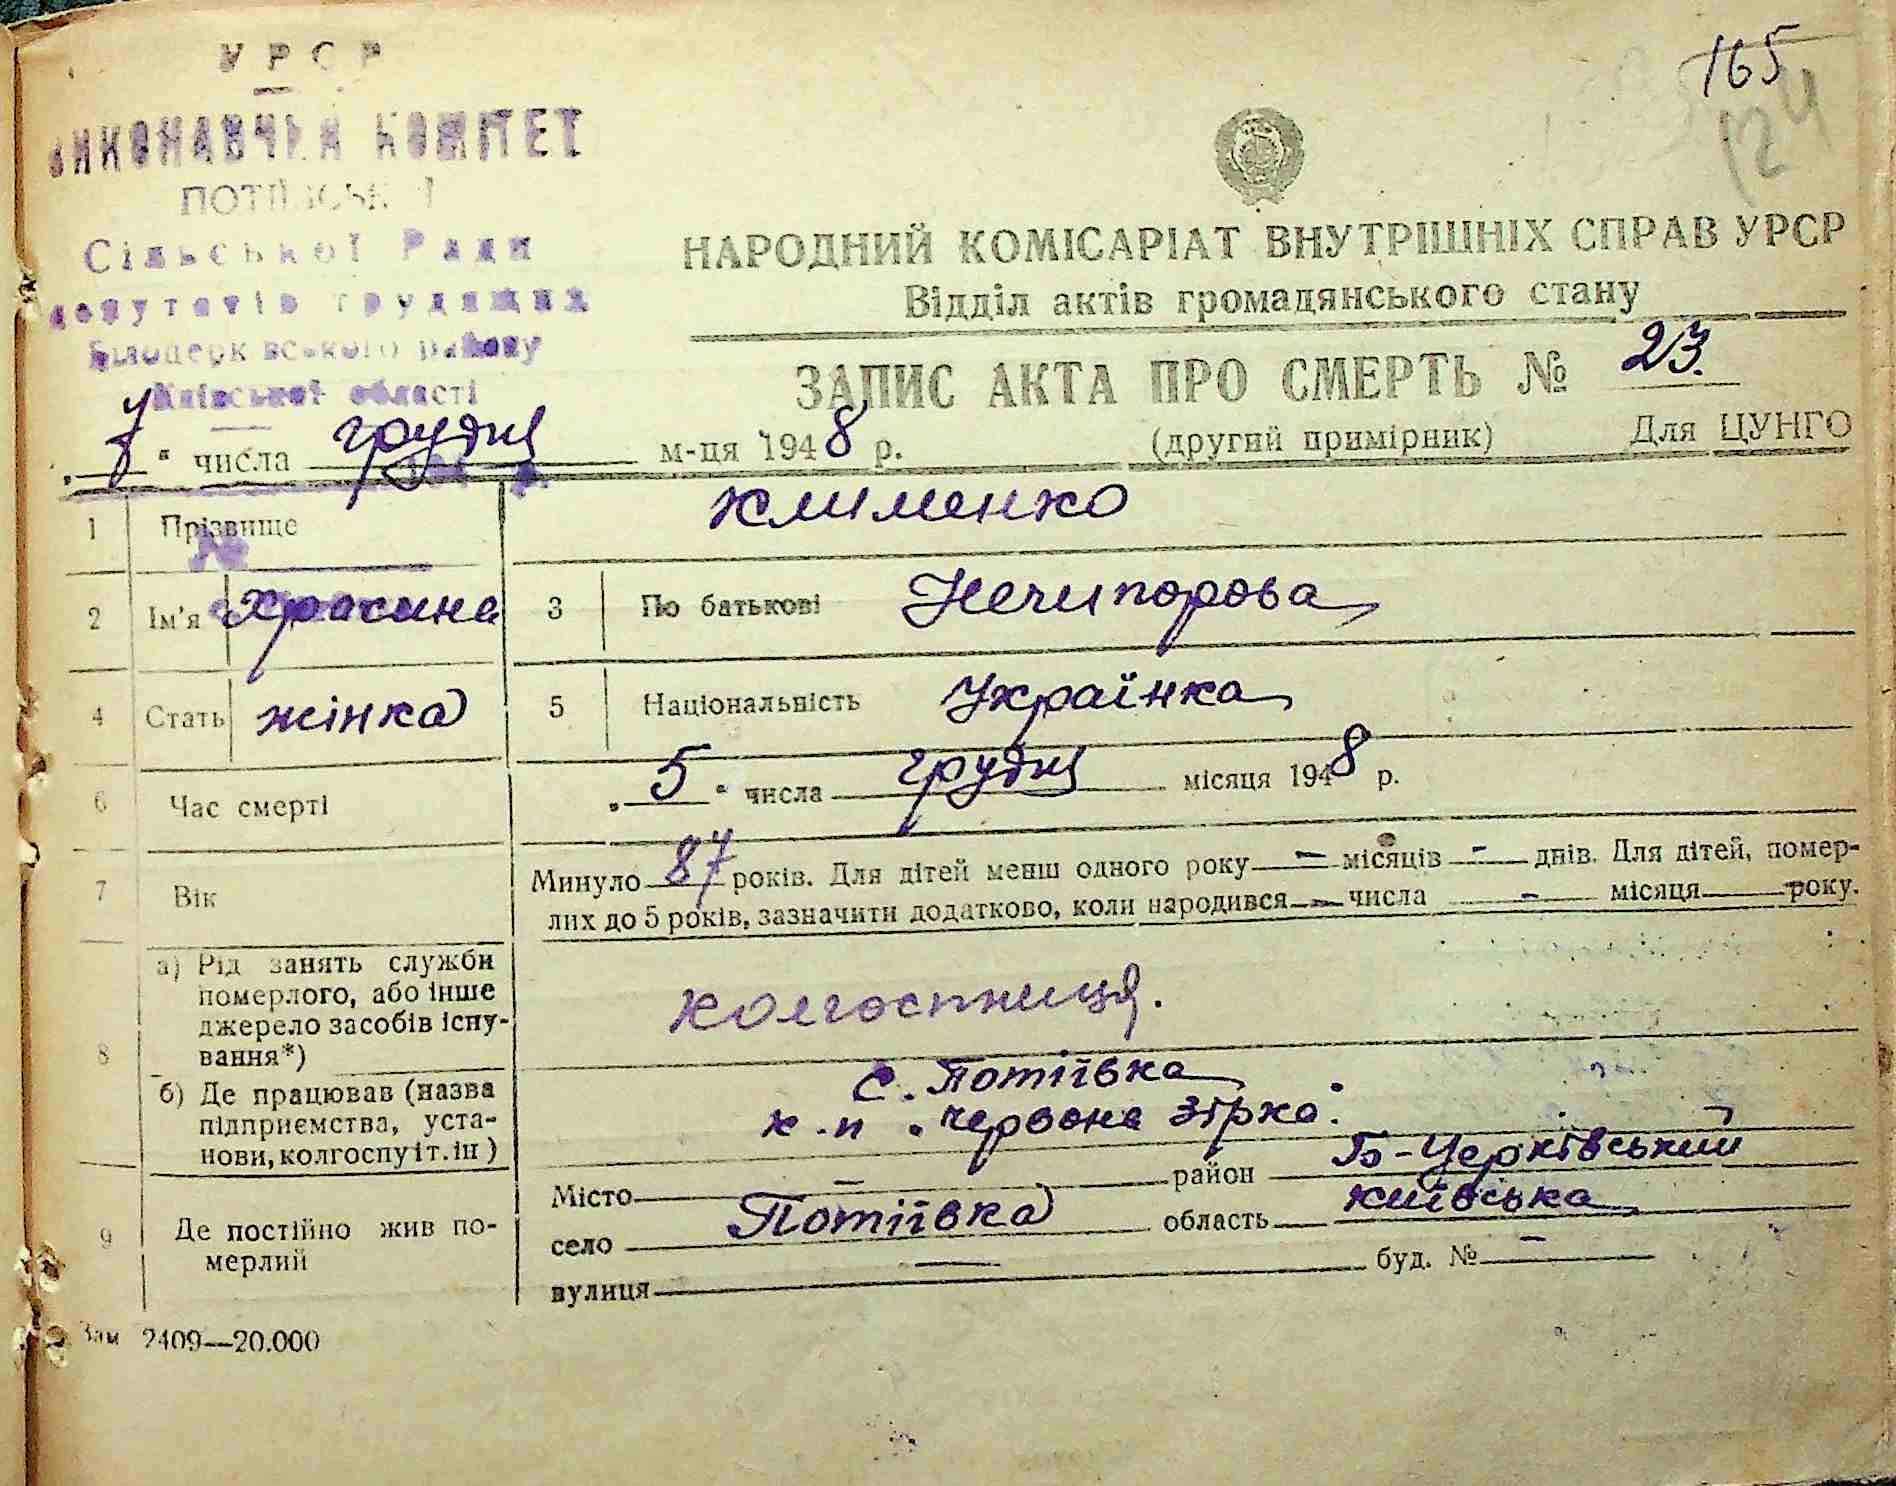 УРСР
ВИКОНАВЧИЙ КОМІТЕТ
ПОТІЇВСЬКОЇ
Сільської Ради
депутатів трудящих
Білоцерківського району
Київської області
165
124
НАРОДНИЙ КОМІСАРІАТ ВНУТРІШНІХ СПРАВ УРСР
Відділ актів громадянського стану
ЗАПИС АКТА ПРО СМЕРТЬ № 23.
„7" числа грудня м-ця 1948 р. (другий примірник) Для ЦУНГО
1 Прізвище Клименко
№
2 Ім'я Храсина 3 По батькові Нечипорова
4 Стать жінка 5 Національність Українка
6 Час смерті „5" числа грудня місяця 1948 р.
7 Вік Минуло 87 років. Для дітей менш одного року - місяців - днів. Для дітей, помер-
лих до 5 років, зазначити додатково, коли народився - числа - місяця - року.
8 а) Рід занять служби
померлого, або інше
джерело засобів існу-
вання*)
колгоспниця.
б) Де працював (назва
підприємства, уста-
нови, колгоспу і т. ін)
с. Потіївка
к-п „Червона зірка"
9 Де постійно жив по-
мерлий
Місто — район Б-Церківський
село Потіївка область Київська
вулиця — буд. № -
Зам 2409—20.000